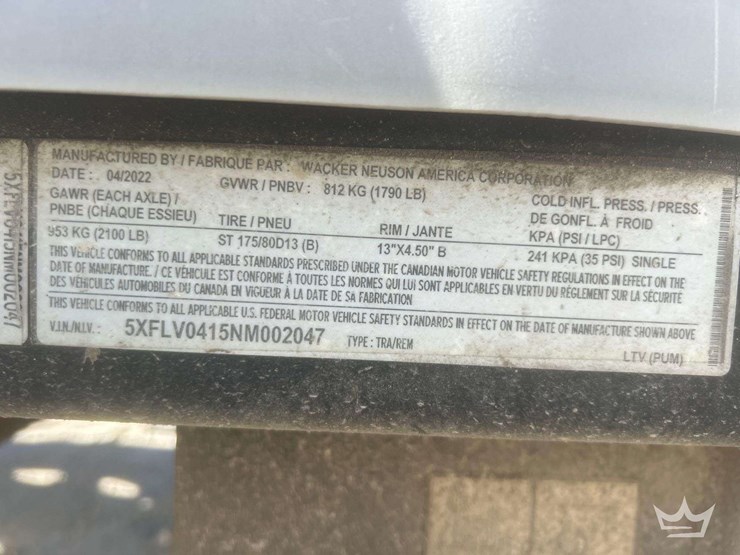 MANUFACTURED BY / FABRIQUE PAR : WACKER NEUSON AMERICA CORPORATION
DATE : 04/2022
GVWR / PNBV : 812 KG (1790 LB)
GAWR (EACH AXLE) /
PNBE (CHAQUE ESSIEU)
TIRE / PNEU
RIM / JANTE
COLD INFL. PRESS. / PRESS.
DE GONFL. À FROID
KPA (PSI / LPC)
953 KG (2100 LB)
ST 175/80D13 (B)
13"X4.50" B
241 KPA (35 PSI) SINGLE
THIS VEHICLE CONFORMS TO ALL APPLICABLE STANDARDS PRESCRIBED UNDER THE CANADIAN MOTOR VEHICLE SAFETY REGULATIONS IN EFFECT ON THE
DATE OF MANUFACTURE. / CE VÉHICULE EST CONFORME À TOUTES LES NORMES QUI LUI SONT APPLICABLES EN VERTU DU RÈGLEMENT SUR LA SÉCURITÉ
DES VÉHICULES AUTOMOBILES DU CANADA EN VIGUEUR À LA DATE DE SA FABRICATION
THIS VEHICLE CONFORMS TO ALL APPLICABLE U.S. FEDERAL MOTOR VEHICLE SAFETY STANDARDS IN EFFECT ON THE DATE OF MANUFACTURE SHOWN ABOVE
V.I.N./N.I.V. : 5XFLV0415NM002047 TYPE : TRA/REM
LTV (PUM)
5XFLV0415NM002047